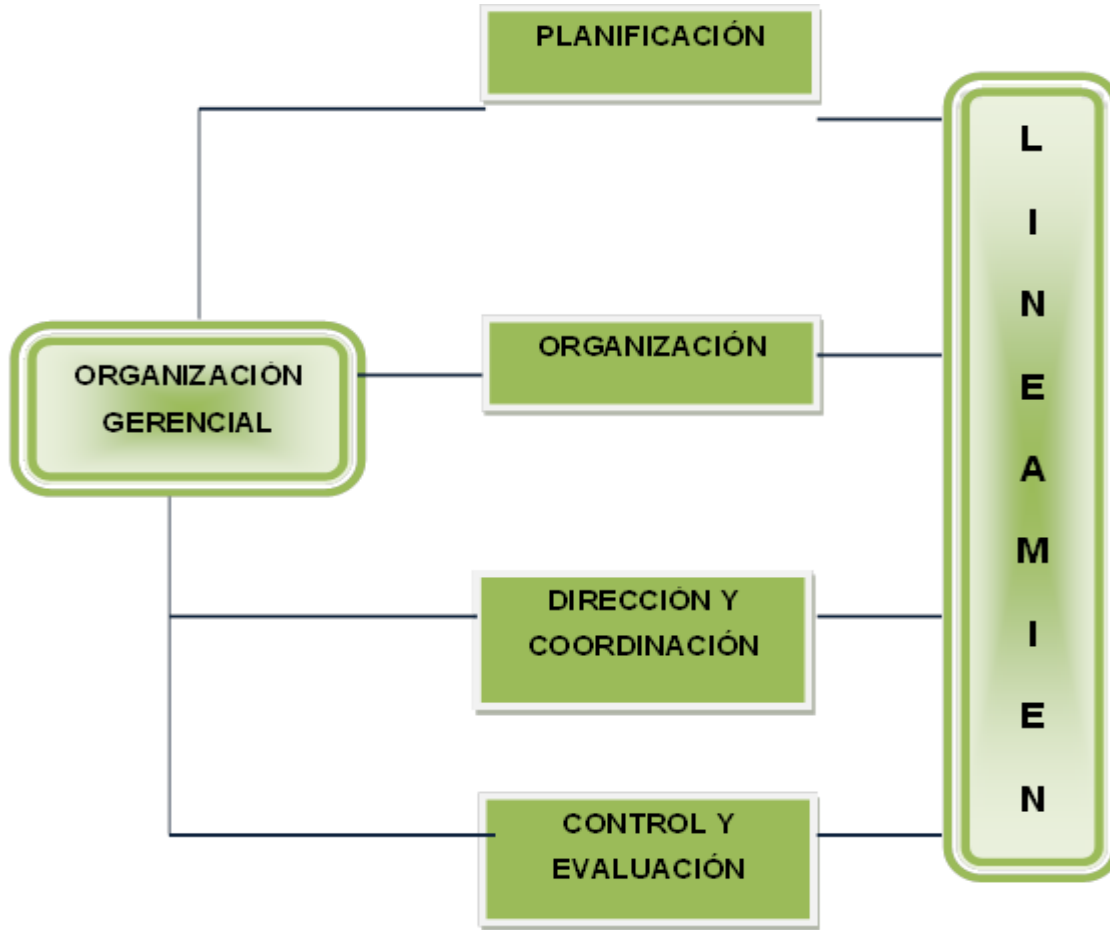 PLANIFICACIÓN
ORGANIZACIÓN
GERENCIAL
ORGANIZACIÓN
DIRECCIÓN Y
COORDINACIÓN
CONTROL Y
EVALUACIÓN
L
I
N
E
A
M
I
E
N